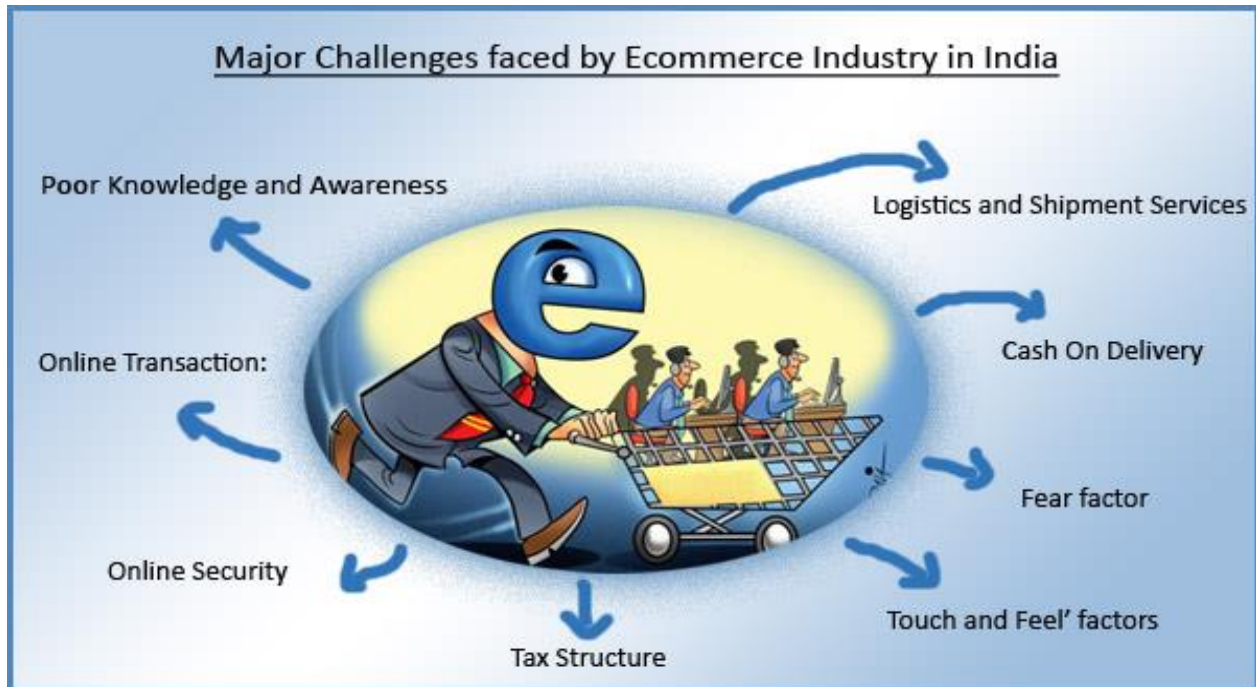 Major Challenges faced by Ecommerce Industry in India
Poor Knowledge and Awareness
Logistics and Shipment Services
Online Transaction:
Cash On Delivery
Fear factor
Online Security
Touch and Feel’ factors
Tax Structure
e